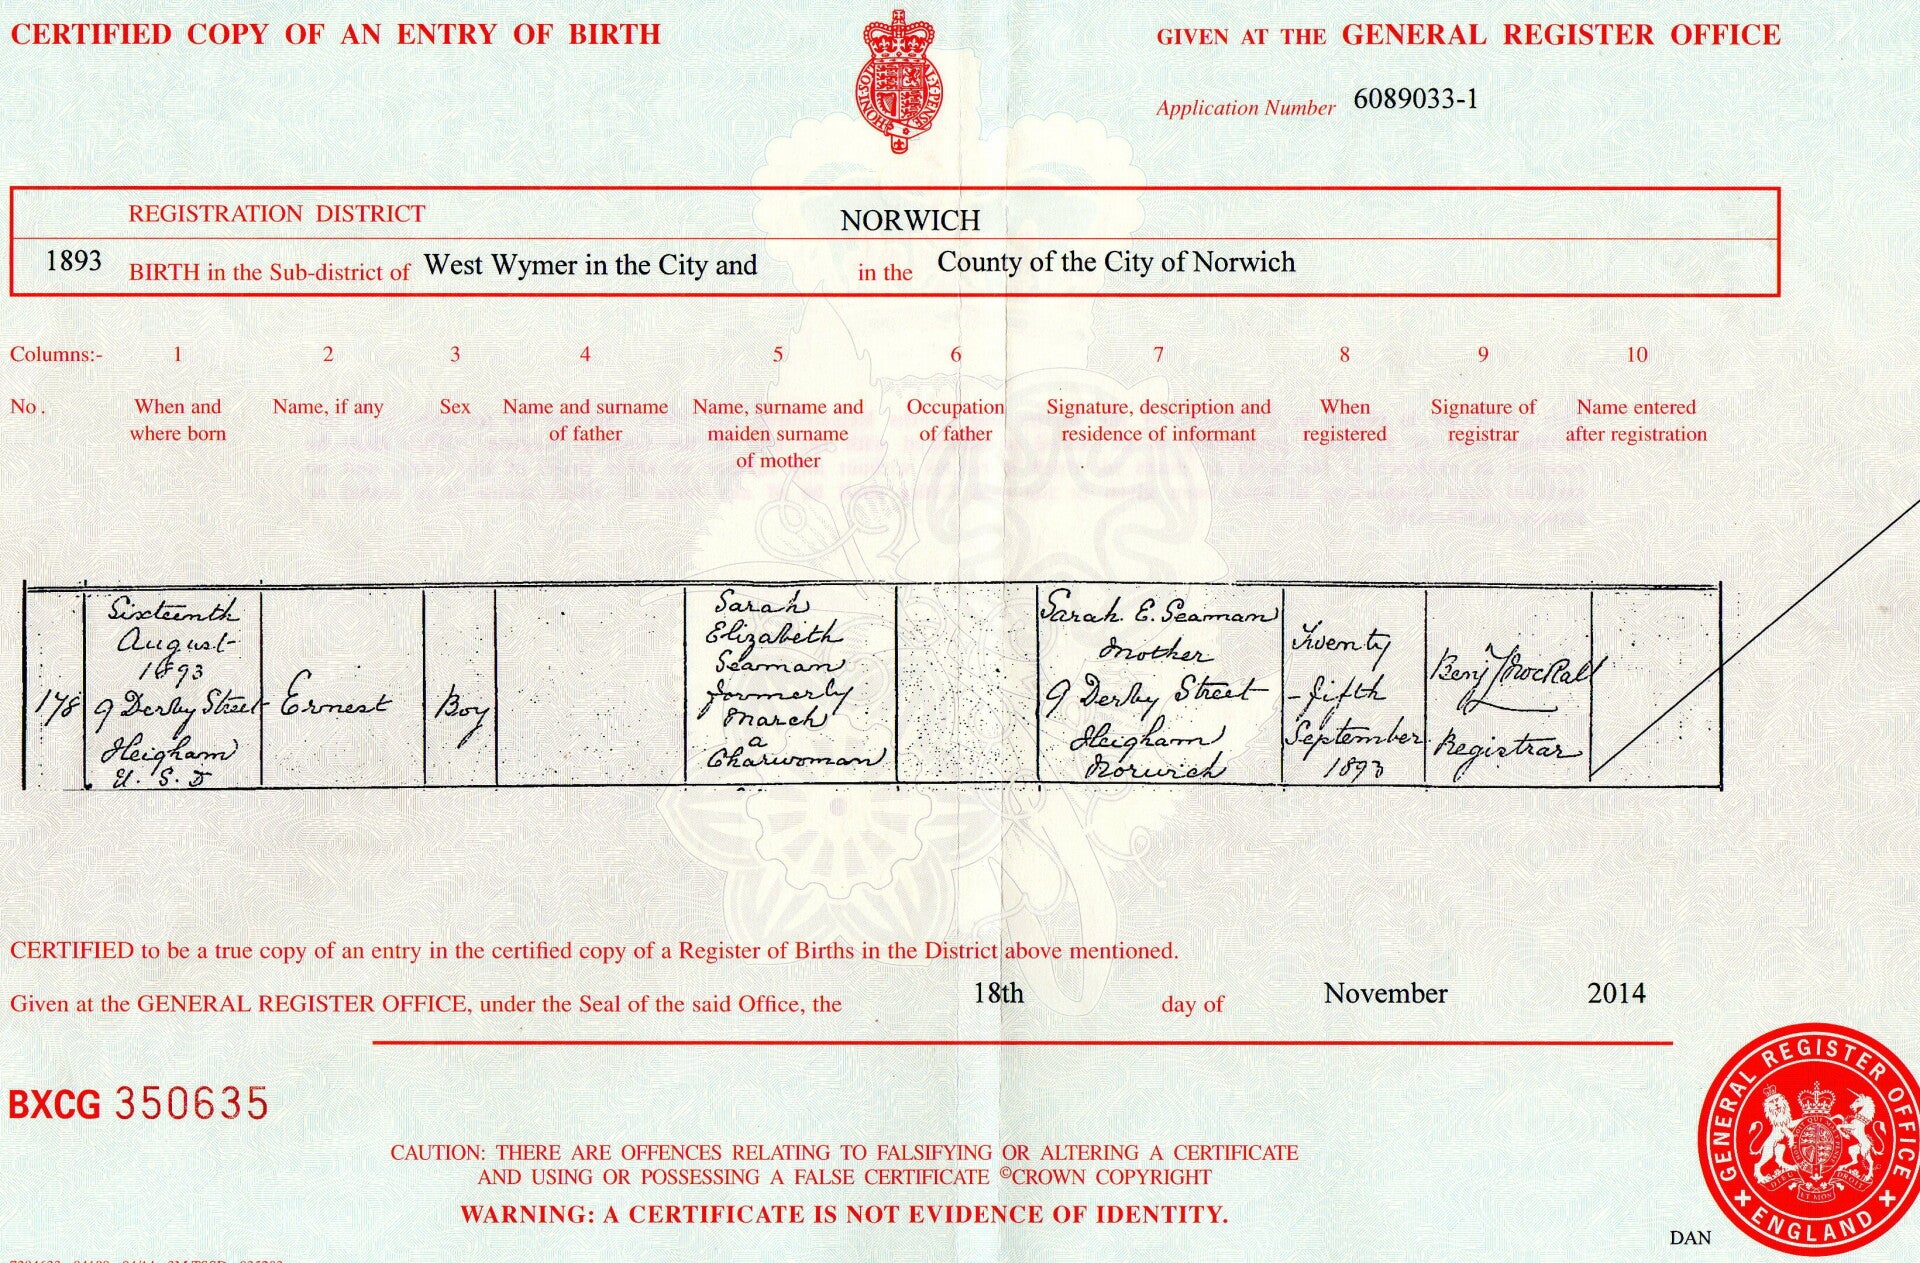 CERTIFIED COPY OF AN ENTRY OF BIRTH
GIVEN AT THE GENERAL REGISTER OFFICE
Application Number 6089033-1
REGISTRATION DISTRICT NORWICH
1893 BIRTH in the Sub-district of West Wymer in the City and in the County of the City of Norwich
Columns:- 1 2 3 4 5 6 7 8 9 10
No. When and where born
Name, if any
Sex
Name and surname of father
Name, surname and maiden surname of mother
Occupation of father
Signature, description and residence of informant
When registered
Signature of registrar
Name entered after registration
178
Sixteenth
August
1893
9 Derby Street
Heigham
U. S. D
Ernest
Boy
Sarah
Elizabeth
Seaman
formerly
March
a
Charwoman
Sarah E. Seaman
Mother
9 Derby Street
Heigham
Norwich
Twenty
-fifth
September
1893
Benj
Registrar
CERTIFIED to be a true copy of an entry in the certified copy of a Register of Births in the District above mentioned.
Given at the GENERAL REGISTER OFFICE, under the Seal of the said Office, the 18th day of November 2014
BXCG 350635
CAUTION: THERE ARE OFFENCES RELATING TO FALSIFYING OR ALTERING A CERTIFICATE
AND USING OR POSSESSING A FALSE CERTIFICATE ©CROWN COPYRIGHT
WARNING: A CERTIFICATE IS NOT EVIDENCE OF IDENTITY.
GENERAL REGISTER OFFICE
ENGLAND
DAN